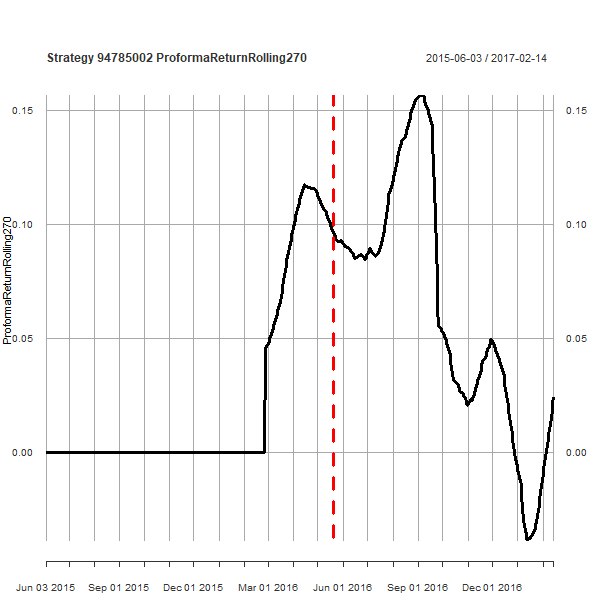 Strategy 94785002 ProformaReturnRolling270
2015-06-03 / 2017-02-14
ProformaReturnRolling270
0.15
0.10
0.05
0.00
0.15
0.10
0.05
0.00
Jun 03 2015
Sep 01 2015
Dec 01 2015
Mar 01 2016
Jun 01 2016
Sep 01 2016
Dec 01 2016